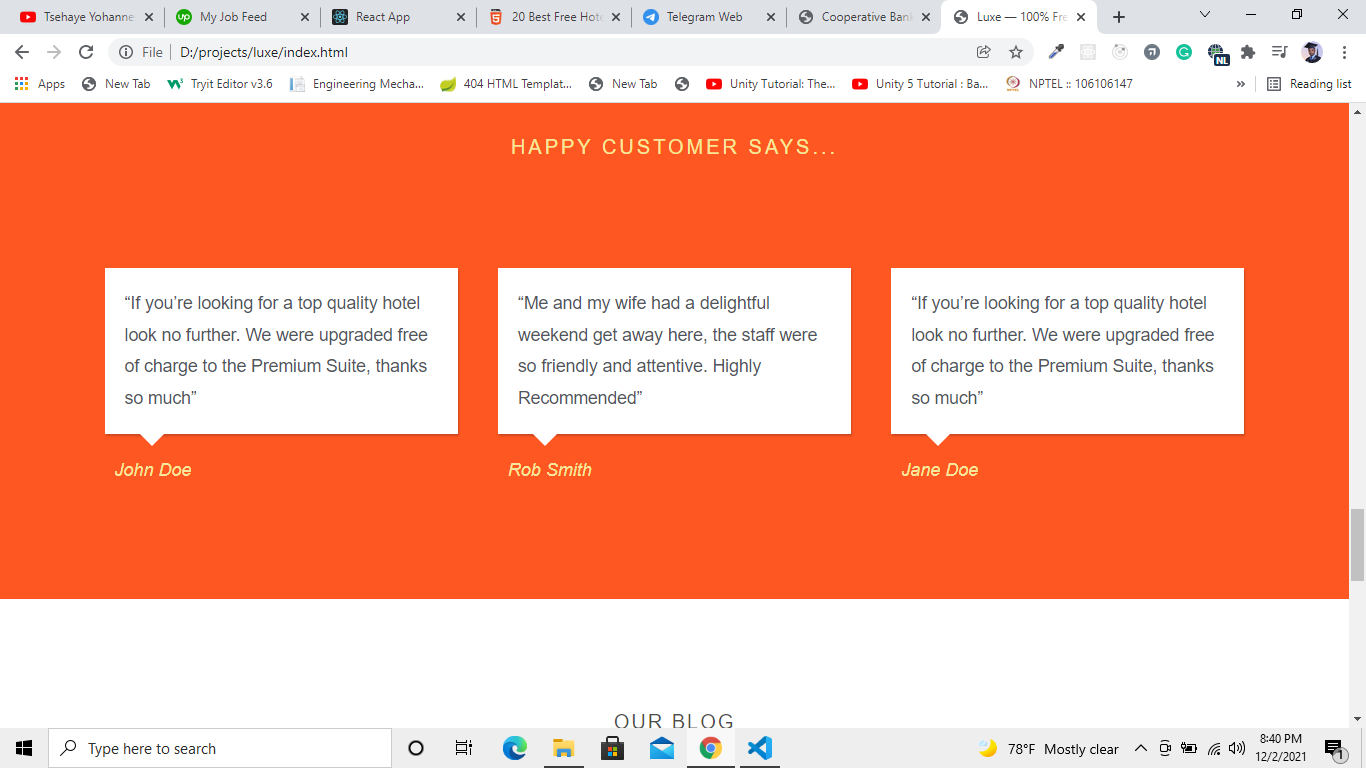 Tsehaye Yohanne
My Job Feed
React App
20 Best Free Hote
Telegram Web
Cooperative Bank
Luxe — 100% Fre
File
D:/projects/luxe/index.html
NL
Apps
New Tab
Tryit Editor v3.6
Engineering Mecha...
404 HTML Templat...
New Tab
Unity Tutorial: The...
Unity 5 Tutorial : Ba...
NPTEL :: 106106147
»
Reading list
HAPPY CUSTOMER SAYS...
“If you’re looking for a top quality hotel
look no further. We were upgraded free
of charge to the Premium Suite, thanks
so much”
John Doe
“Me and my wife had a delightful
weekend get away here, the staff were
so friendly and attentive. Highly
Recommended”
Rob Smith
“If you’re looking for a top quality hotel
look no further. We were upgraded free
of charge to the Premium Suite, thanks
so much”
Jane Doe
OUR BLOG
Type here to search
78°F Mostly clear
8:40 PM
12/2/2021
1